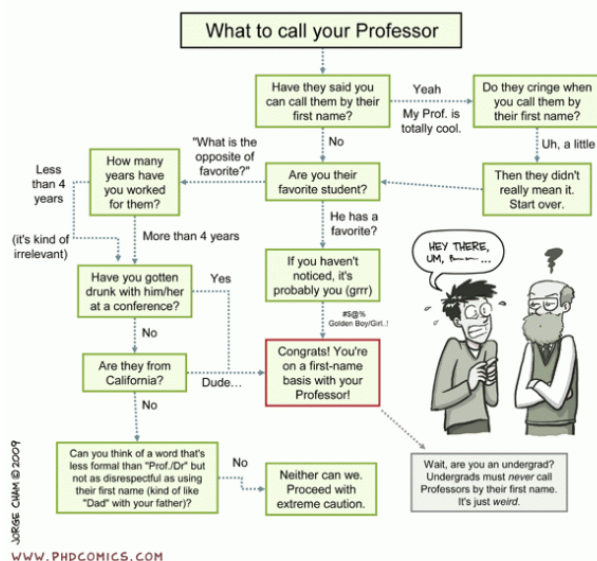 What to call your Professor
Have they said you
can call them by their
first name?
Yeah
My Prof. is
totally cool.
Do they cringe when
you call them by
their first name?
No
Uh, a little
"What is the
opposite of
favorite?"
Less
than 4
years
How many
years have
you worked
for them?
Are you their
favorite student?
Then they didn't
really mean it.
Start over.
He has a
favorite?
(it's kind of
irrelevant)
More than 4 years
Have you gotten
drunk with him/her
at a conference?
Yes
If you haven't
noticed, it's
probably you (grrr)
HEY THERE,
UM,
?
No
#$@%
Golden Boy/Girl..!
Are they from
California?
Dude...
Congrats! You're
on a first-name
basis with your
Professor!
No
Can you think of a word that's
less formal than "Prof./Dr" but
not as disrespectful as using
their first name (kind of like
"Dad" with your father)?
No
Neither can we.
Proceed with
extreme caution.
Wait, are you an undergrad?
Undergrads must never call
Professors by their first name.
It's just weird.
JORGE CHAM © 2009
WWW.PHDCOMICS.COM